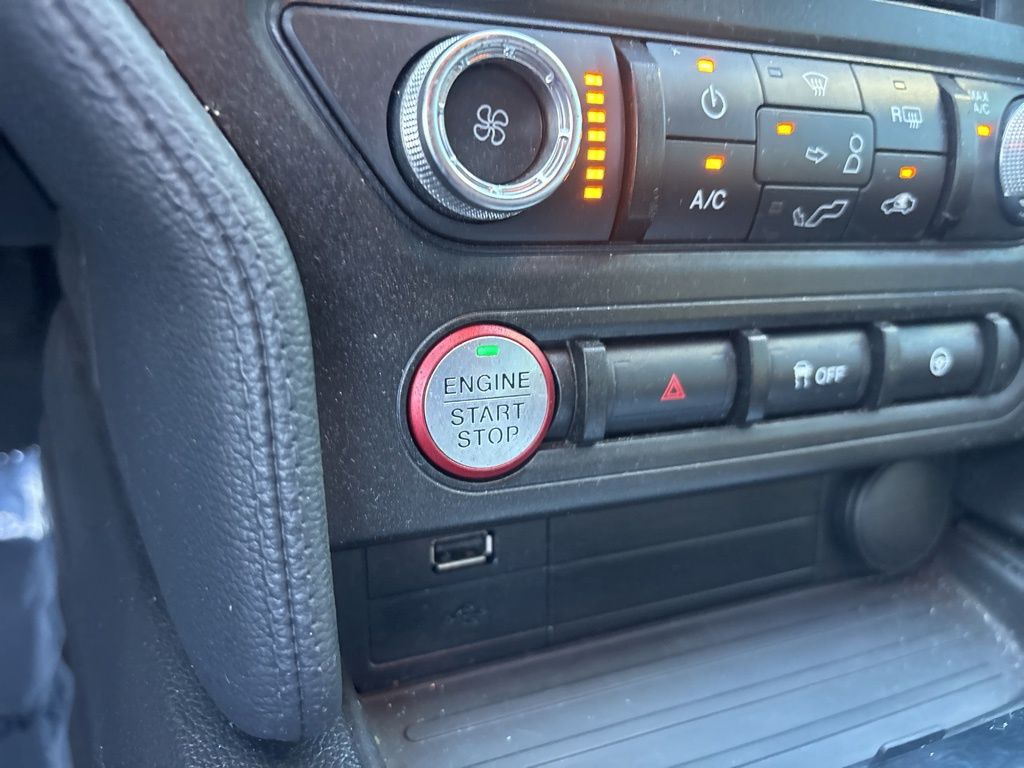 MAX
A/C
R
A/C
ENGINE
START
STOP
OFF